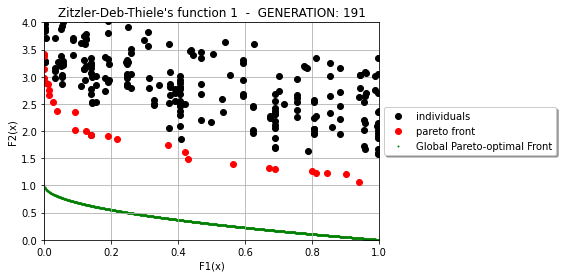 Zitzler-Deb-Thiele's function 1 - GENERATION: 191
4.0
3.5
3.0
2.5
2.0
1.5
1.0
0.5
0.0
F2(x)
0.0 0.2 0.4 0.6 0.8 1.0
F1(x)
individuals
pareto front
Global Pareto-optimal Front